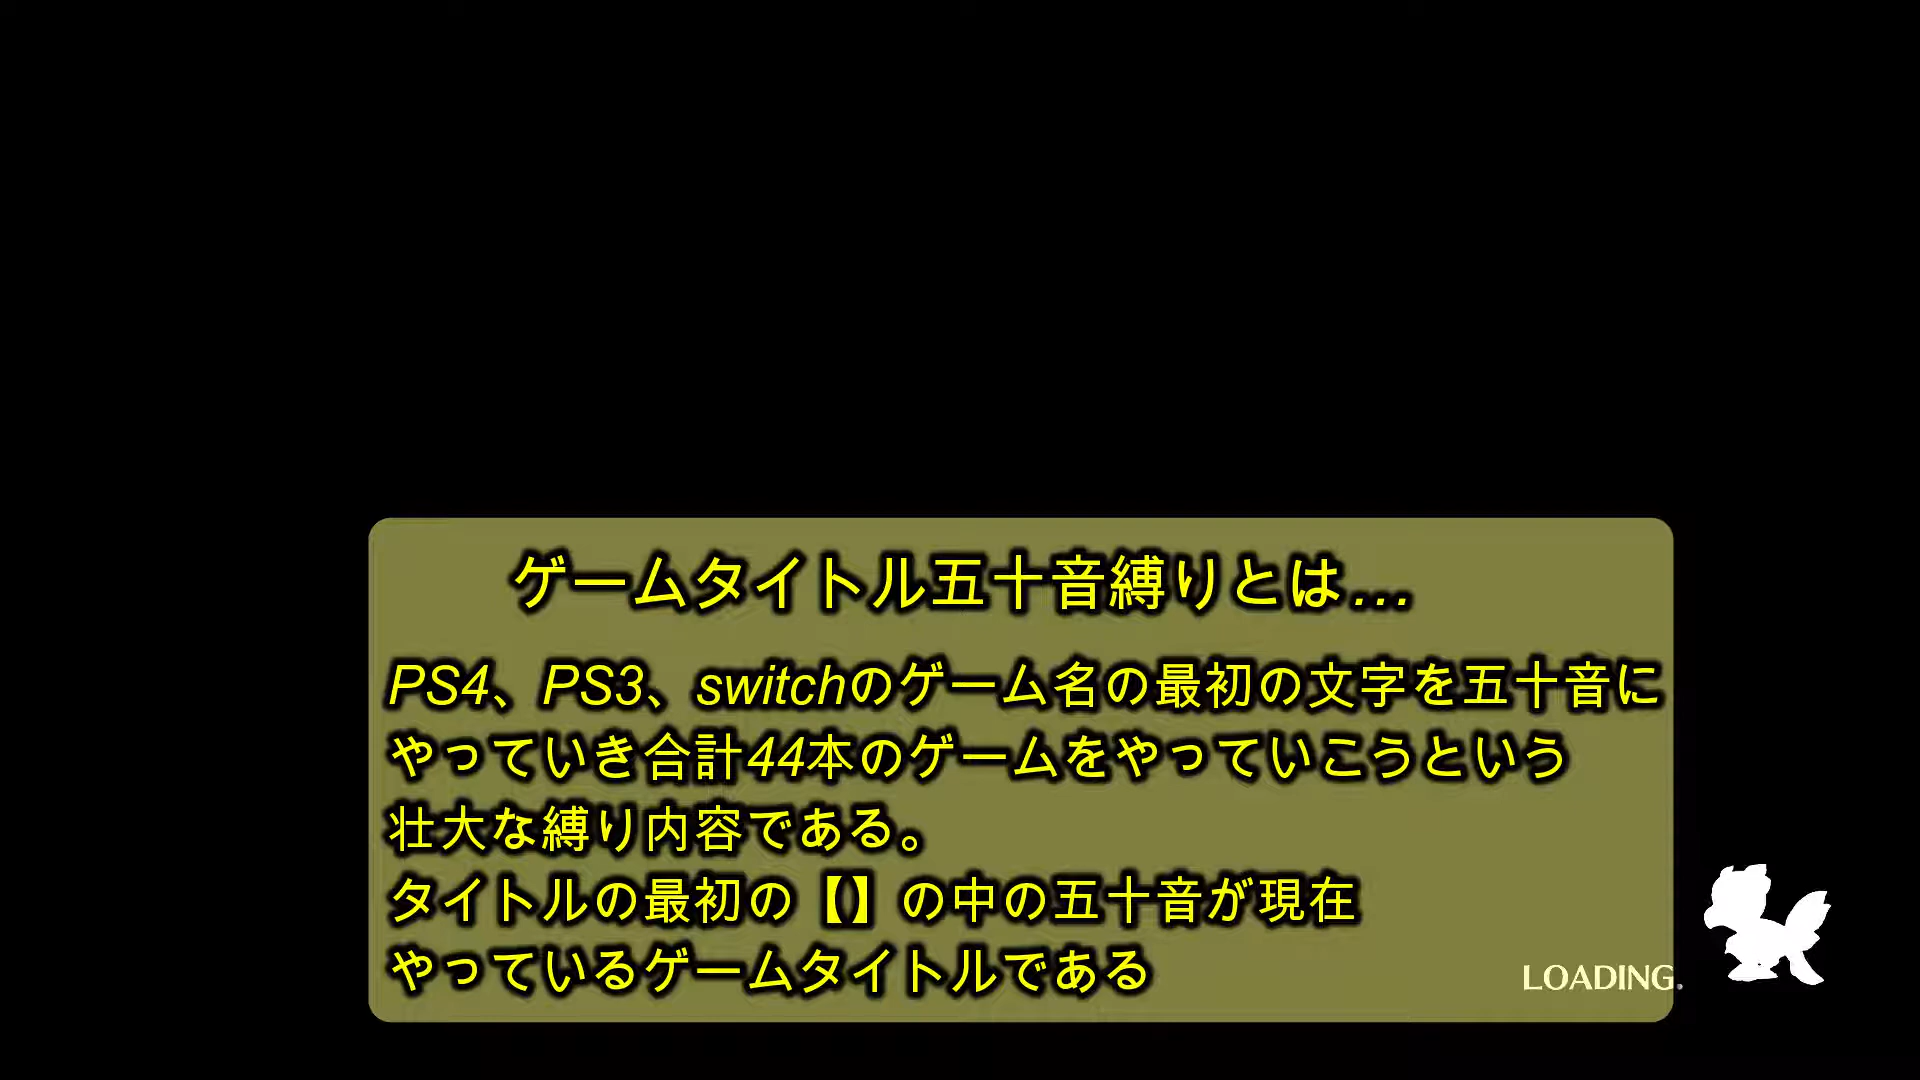 ゲームタイトル五十音縛りとは...
PS4、PS3、switchのゲーム名の最初の文字を五十音に
やっていき合計44本のゲームをやっていこうという
壮大な縛り内容である。
タイトルの最初の【】の中の五十音が現在
やっているゲームタイトルである
LOADING.